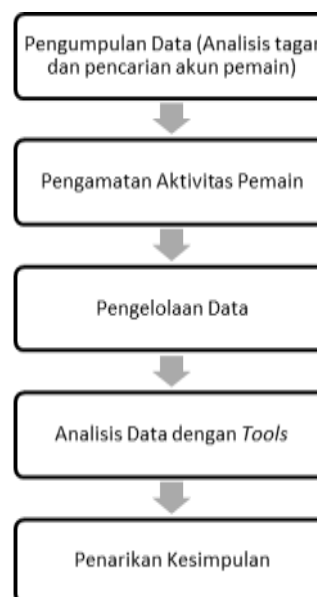 Pengumpulan Data (Analisis tagar
dan pencarian akun pemain)
Pengamatan Aktivitas Pemain
Pengelolaan Data
Analisis Data dengan Tools
Penarikan Kesimpulan